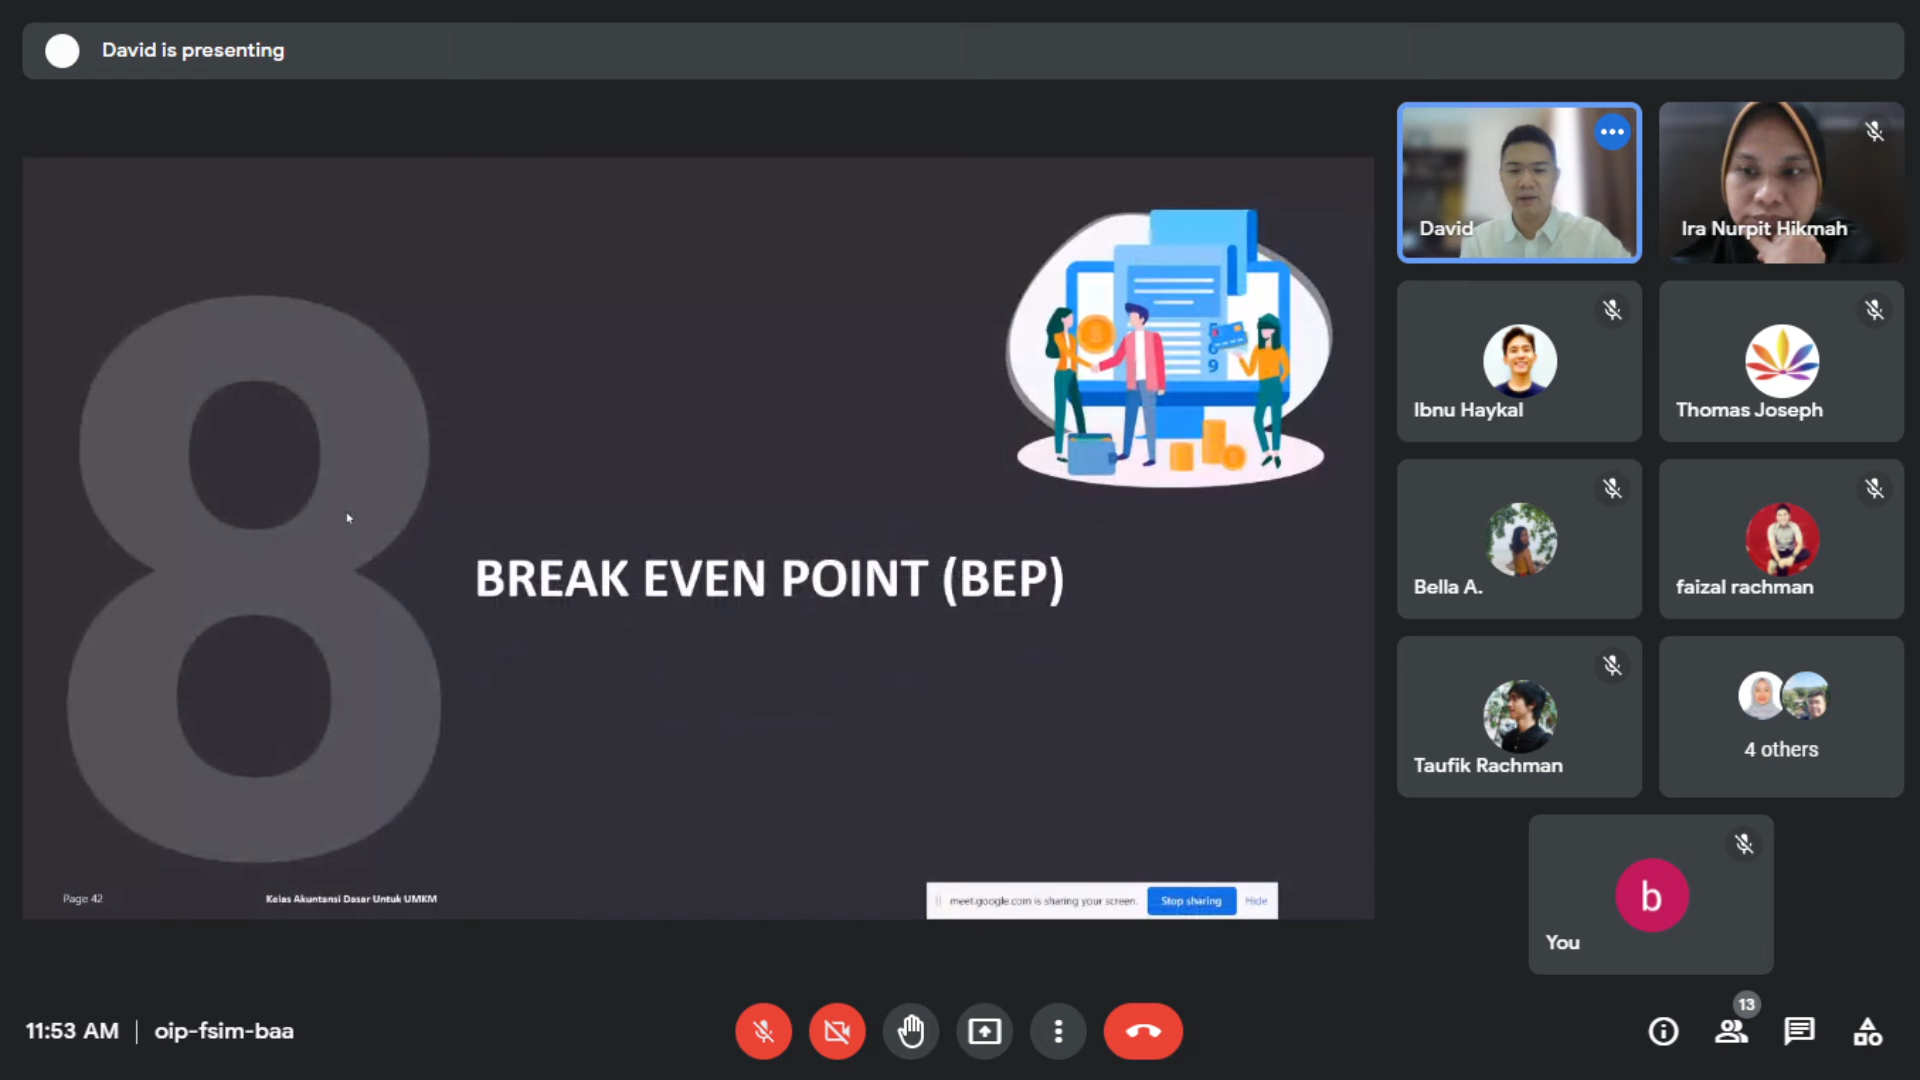 David is presenting
8
BREAK EVEN POINT (BEP)
Page 42
Kelas Akuntansi Dasar Untuk UMKM
meet.google.com is sharing your screen.
Stop sharing
Hide
David
Ira Nurpit Hikmah
Ibnu Haykal
Thomas Joseph
Bella A.
faizal rachman
Taufik Rachman
4 others
b
You
11:53 AM | oip-fsim-baa
13